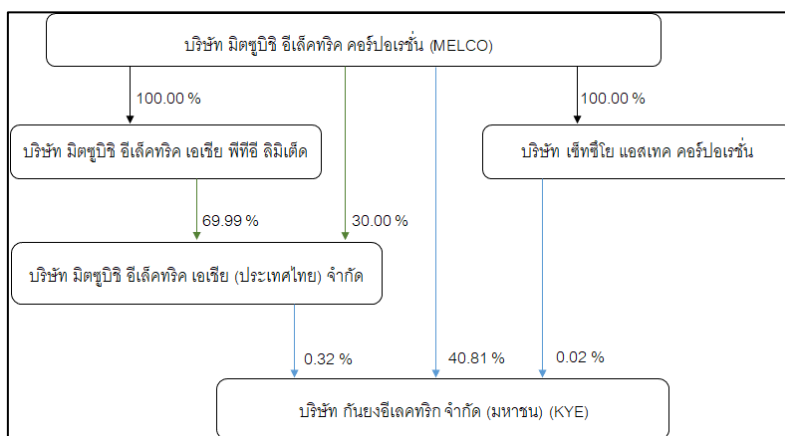 บริษัท มิตซูบิชิ อีเล็คทริค คอร์ปอเรชั่น (MELCO)
100.00 %
100.00 %
บริษัท มิตซูบิชิ อีเล็คทริค เอเชีย พีทีอี ลิมิเต็ด
บริษัท เซ็ทซึโย แอสเทค คอร์ปอเรชั่น
69.99 %
30.00 %
บริษัท มิตซูบิชิ อีเล็คทริค เอเชีย (ประเทศไทย) จำกัด
0.32 %
40.81 %
0.02 %
บริษัท กันยงอีเลคทริก จำกัด (มหาชน) (KYE)